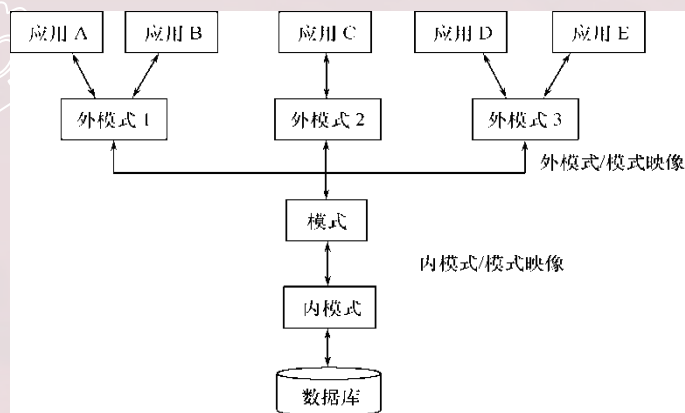 应用 A
应用 B
应用 C
应用 D
应用 E
外模式 1
外模式 2
外模式 3
外模式/模式映像
模式
内模式/模式映像
内模式
数据库